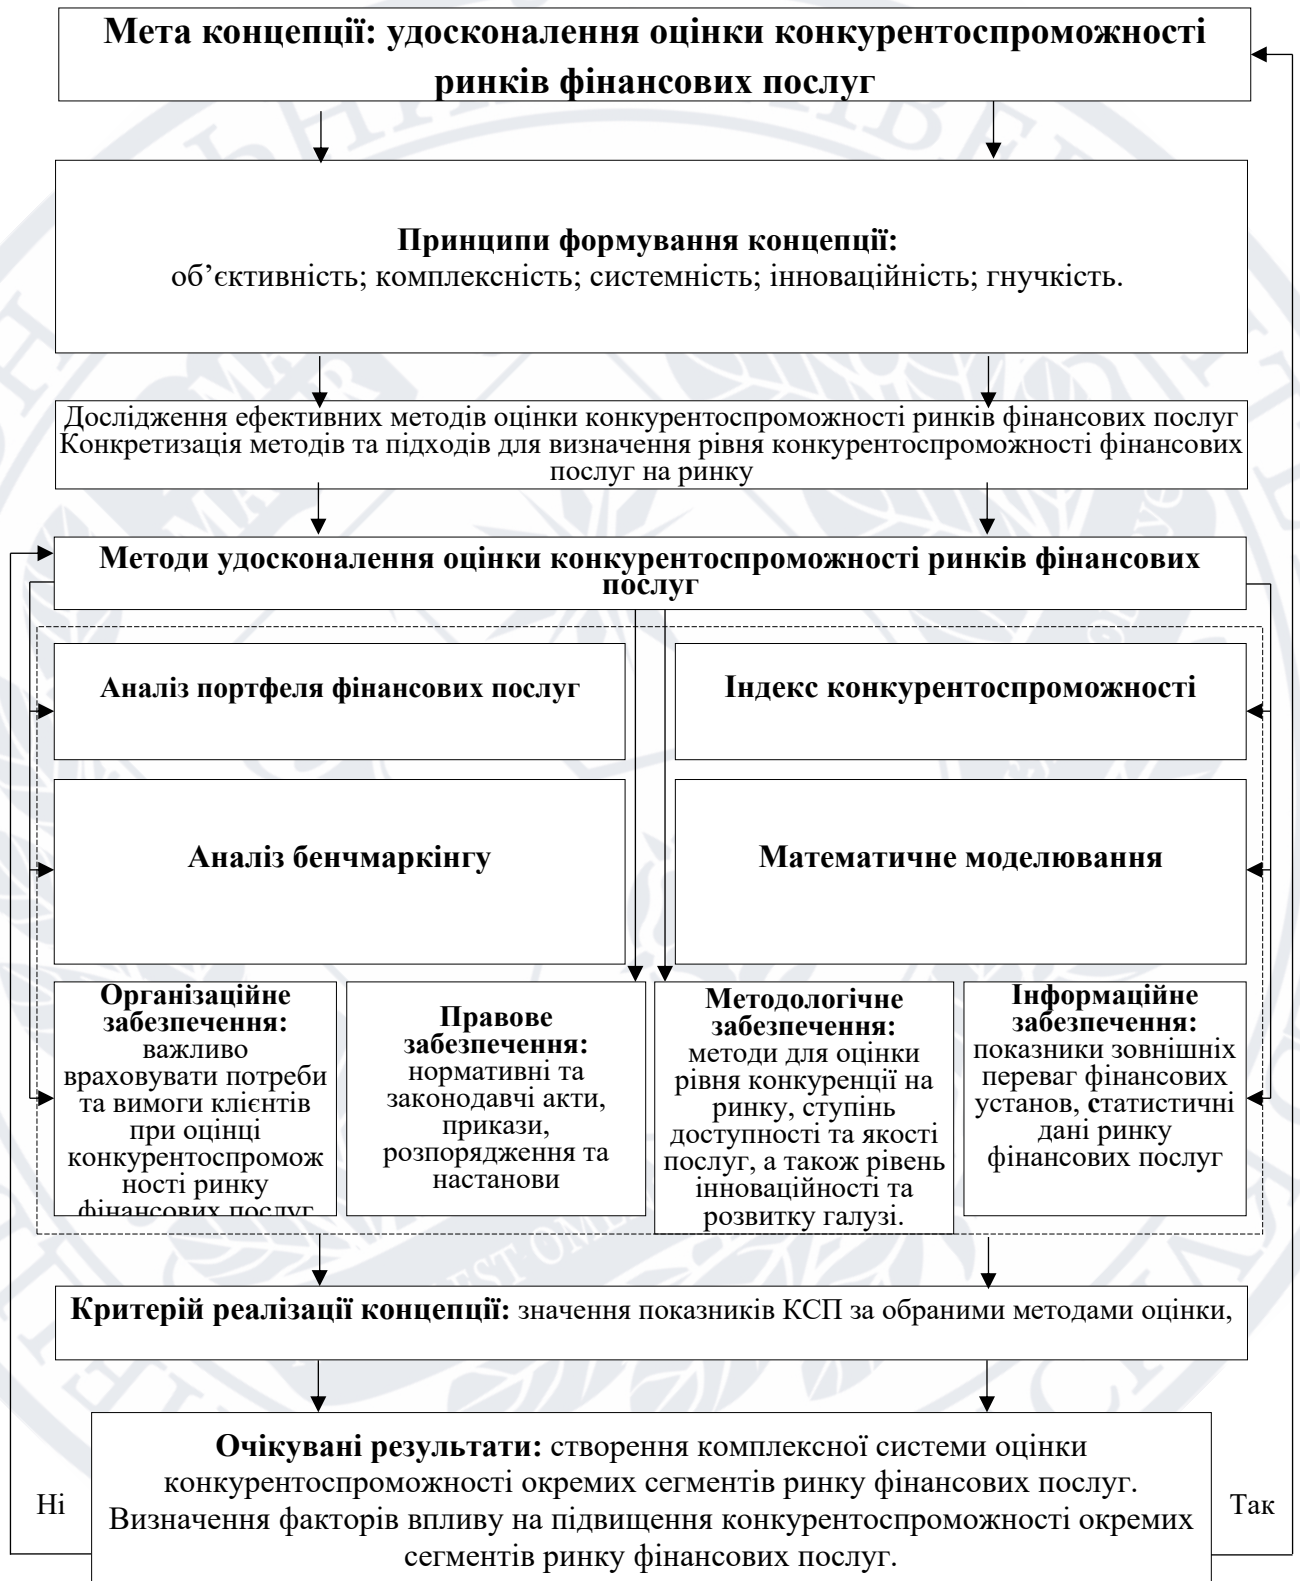 Мета концепції: удосконалення оцінки конкурентоспроможності
ринків фінансових послуг
Принципи формування концепції:
об’єктивність; комплексність; системність; інноваційність; гнучкість.
Дослідження ефективних методів оцінки конкурентоспроможності ринків фінансових послуг
Конкретизація методів та підходів для визначення рівня конкурентоспроможності фінансових
послуг на ринку
Методи удосконалення оцінки конкурентоспроможності ринків фінансових
послуг
Аналіз портфеля фінансових послуг
Індекс конкурентоспроможності
Аналіз бенчмаркінгу
Математичне моделювання
Організаційне
забезпечення:
важливо
враховувати потреби
та вимоги клієнтів
при оцінці
конкурентоспромож
ності ринку
фінансових послуг
Правове
забезпечення:
нормативні та
законодавчі акти,
прикази,
розпорядження та
настанови
Методологічне
забезпечення:
методи для оцінки
рівня конкуренції на
ринку, ступінь
доступності та якості
послуг, а також рівень
інноваційності та
розвитку галузі.
Інформаційне
забезпечення:
показники зовнішніх
переваг фінансових
установ, статистичні
дані ринку
фінансових послуг
Критерій реалізації концепції: значення показників КСП за обраними методами оцінки,
Очікувані результати: створення комплексної системи оцінки
конкурентоспроможності окремих сегментів ринку фінансових послуг.
Визначення факторів впливу на підвищення конкурентоспроможності окремих
сегментів ринку фінансових послуг.
Ні
Так